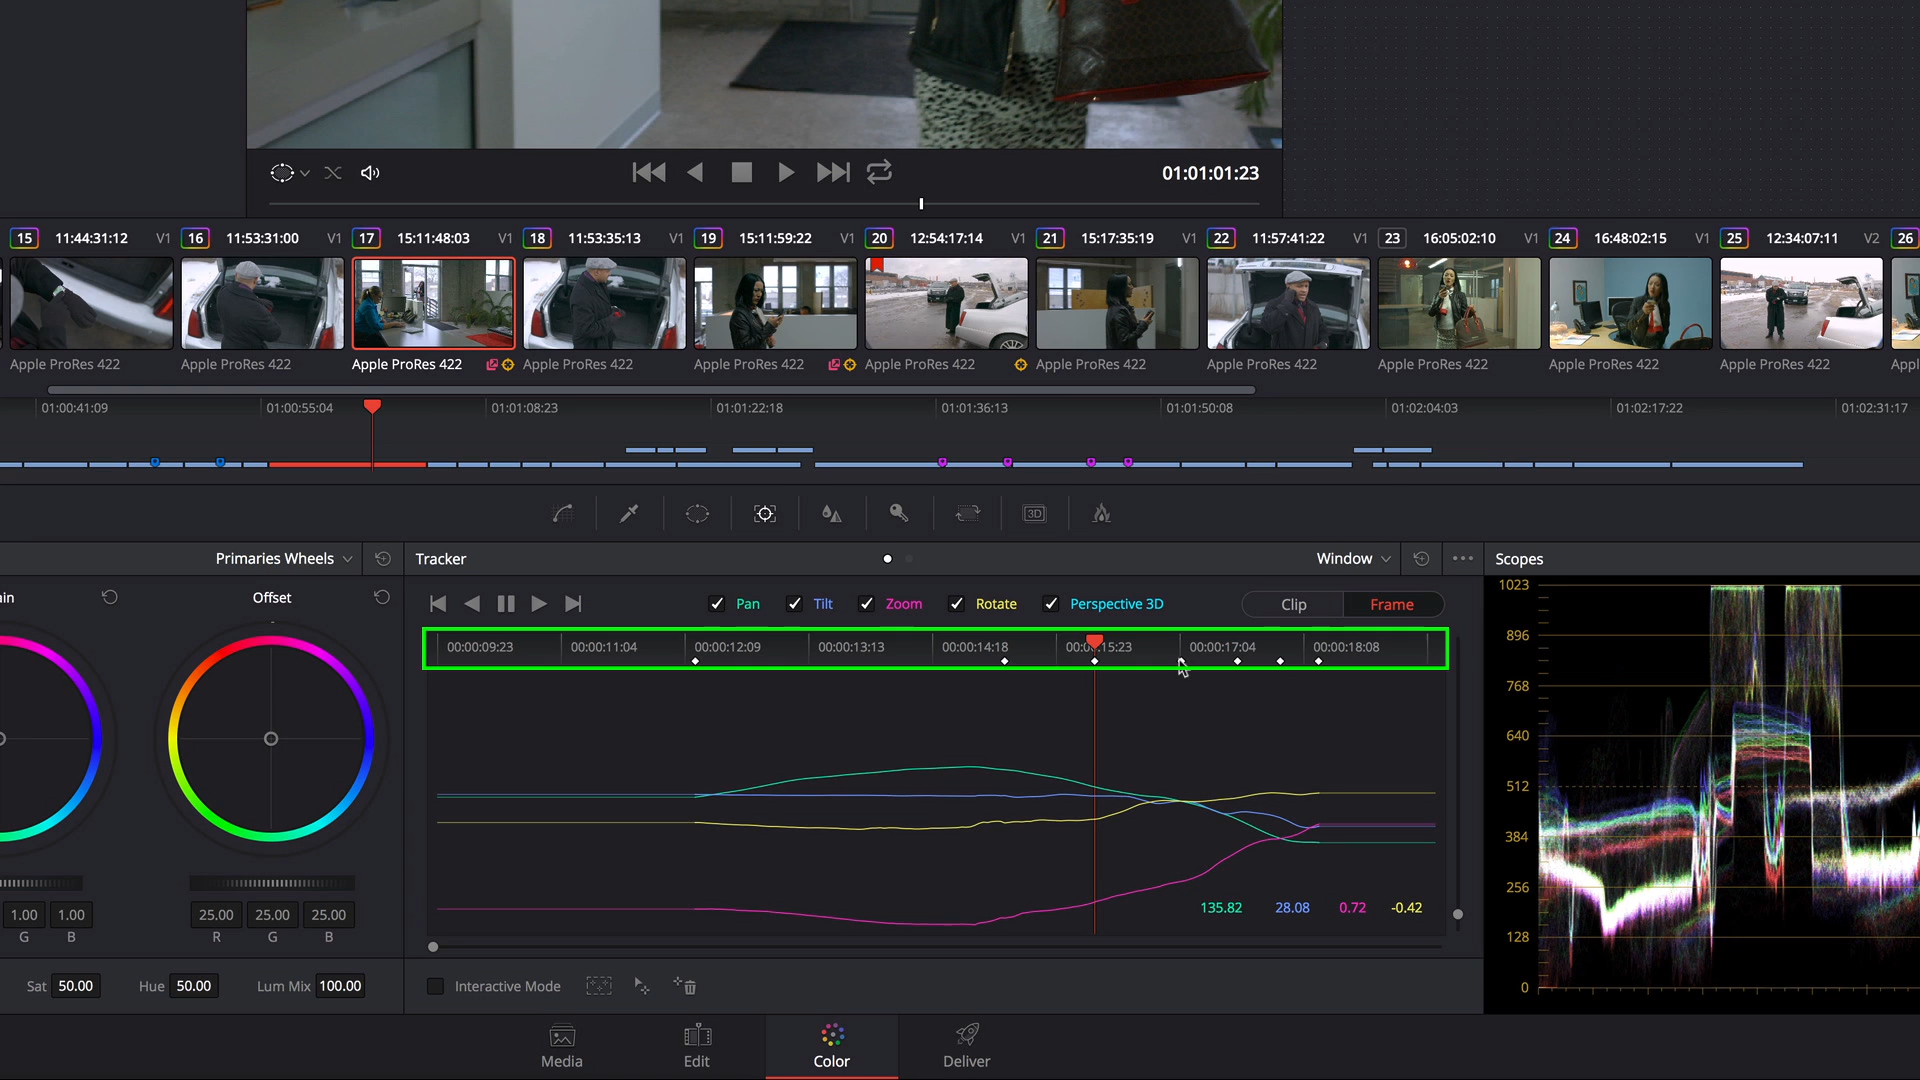 01:01:01:23
15 11:44:31:12 V1 16 11:53:31:00 V1 17 15:11:48:03 V1 18 11:53:35:13 V1 19 15:11:59:22 V1 20 12:54:17:14 V1 21 15:17:35:19 V1 22 11:57:41:22 V1 23 16:05:02:10 V1 24 16:48:02:15 V1 25 12:34:07:11 V2 26
Apple ProRes 422 Apple ProRes 422 Apple ProRes 422 Apple ProRes 422 Apple ProRes 422 Apple ProRes 422 Apple ProRes 422 Apple ProRes 422 Apple ProRes 422 Apple ProRes 422 Apple ProRes 422 Appl
01:00:41:09 01:00:55:04 01:01:08:23 01:01:22:18 01:01:36:13 01:01:50:08 01:02:04:03 01:02:17:22 01:02:31:17
3D
Primaries Wheels Tracker Window Scopes
ain Offset
Pan Tilt Zoom Rotate Perspective 3D Clip Frame
00:00:09:23 00:00:11:04 00:00:12:09 00:00:13:13 00:00:14:18 00:00:15:23 00:00:17:04 00:00:18:08
1023
896
768
640
512
384
256
128
0
135.82 28.08 0.72 -0.42
1.00 1.00 25.00 25.00 25.00
G B R G B
Sat 50.00 Hue 50.00 Lum Mix 100.00 Interactive Mode
Media Edit Color Deliver